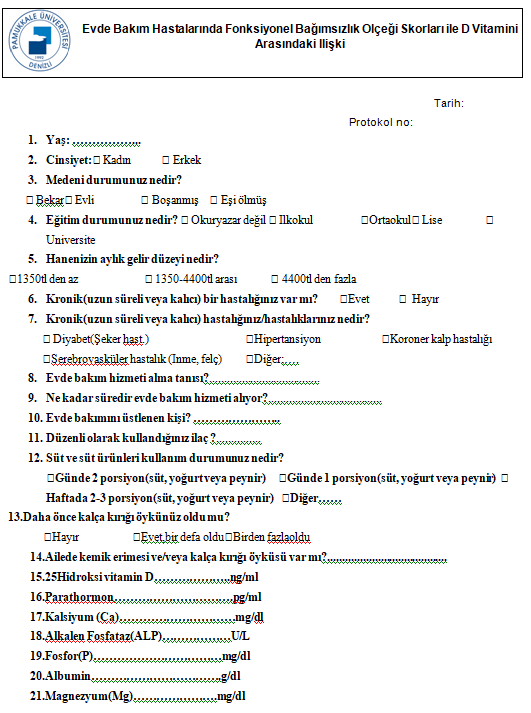 PAMUKKALE ÜNİVERSİTESİ
1992
DENİZLİ
Evde Bakım Hastalarında Fonksiyonel Bağımsızlık Olçeği Skorları ile D Vitamini
Arasındaki Ilişki
Tarih:
Protokol no:
1. Yaş: ....................
2. Cinsiyet: □ Kadın □ Erkek
3. Medeni durumunuz nedir?
□ Bekar □ Evli □ Boşanmış □ Eşi ölmüş
4. Eğitim durumunuz nedir? □ Okuryazar değil □ Ilkokul □Ortaokul □ Lise □
Universite
5. Hanenizin aylık gelir düzeyi nedir?
□1350tl den az □ 1350-4400tl arası □ 4400tl den fazla
6. Kronik(uzun süreli veya kalıcı) bir hastalığınız var mı? □Evet □ Hayır
7. Kronik(uzun süreli veya kalıcı) hastalığınız/hastalıklarınız nedir?
□ Diyabet(Şeker hast.) □Hipertansiyon □Koroner kalp hastalığı
□Serebrovasküler hastalık (Inme, felç) □Diğer:.....
8. Evde bakım hizmeti alma tanısı?................................
9. Ne kadar süredir evde bakım hizmeti alıyor?................................
10. Evde bakımını üstlenen kişi? .........................
11. Düzenli olarak kullandığınız ilaç ?.............
12. Süt ve süt ürünleri kullanım durumunuz nedir?
□Günde 2 porsiyon(süt, yoğurt veya peynir) □Günde 1 porsiyon(süt, yoğurt veya peynir) □
Haftada 2-3 porsiyon(süt, yoğurt veya peynir) □Diğer.......
13.Daha önce kalça kırığı öykünüz oldu mu?
□Hayır □Evet,bir defa oldu □Birden fazlaoldu
14.Ailede kemik erimesi ve/veya kalça kırığı öyküsü var mı?...................................
15.25Hidroksi vitamin D......................ng/ml
16.Parathormon..................................pg/ml
17.Kalsiyum (Ca)..................................mg/dl
18.Alkalen Fosfataz(ALP)....................U/L
19.Fosfor(P).....................................mg/dl
20.Albumin.....................................g/dl
21.Magnezyum(Mg)........................mg/dl